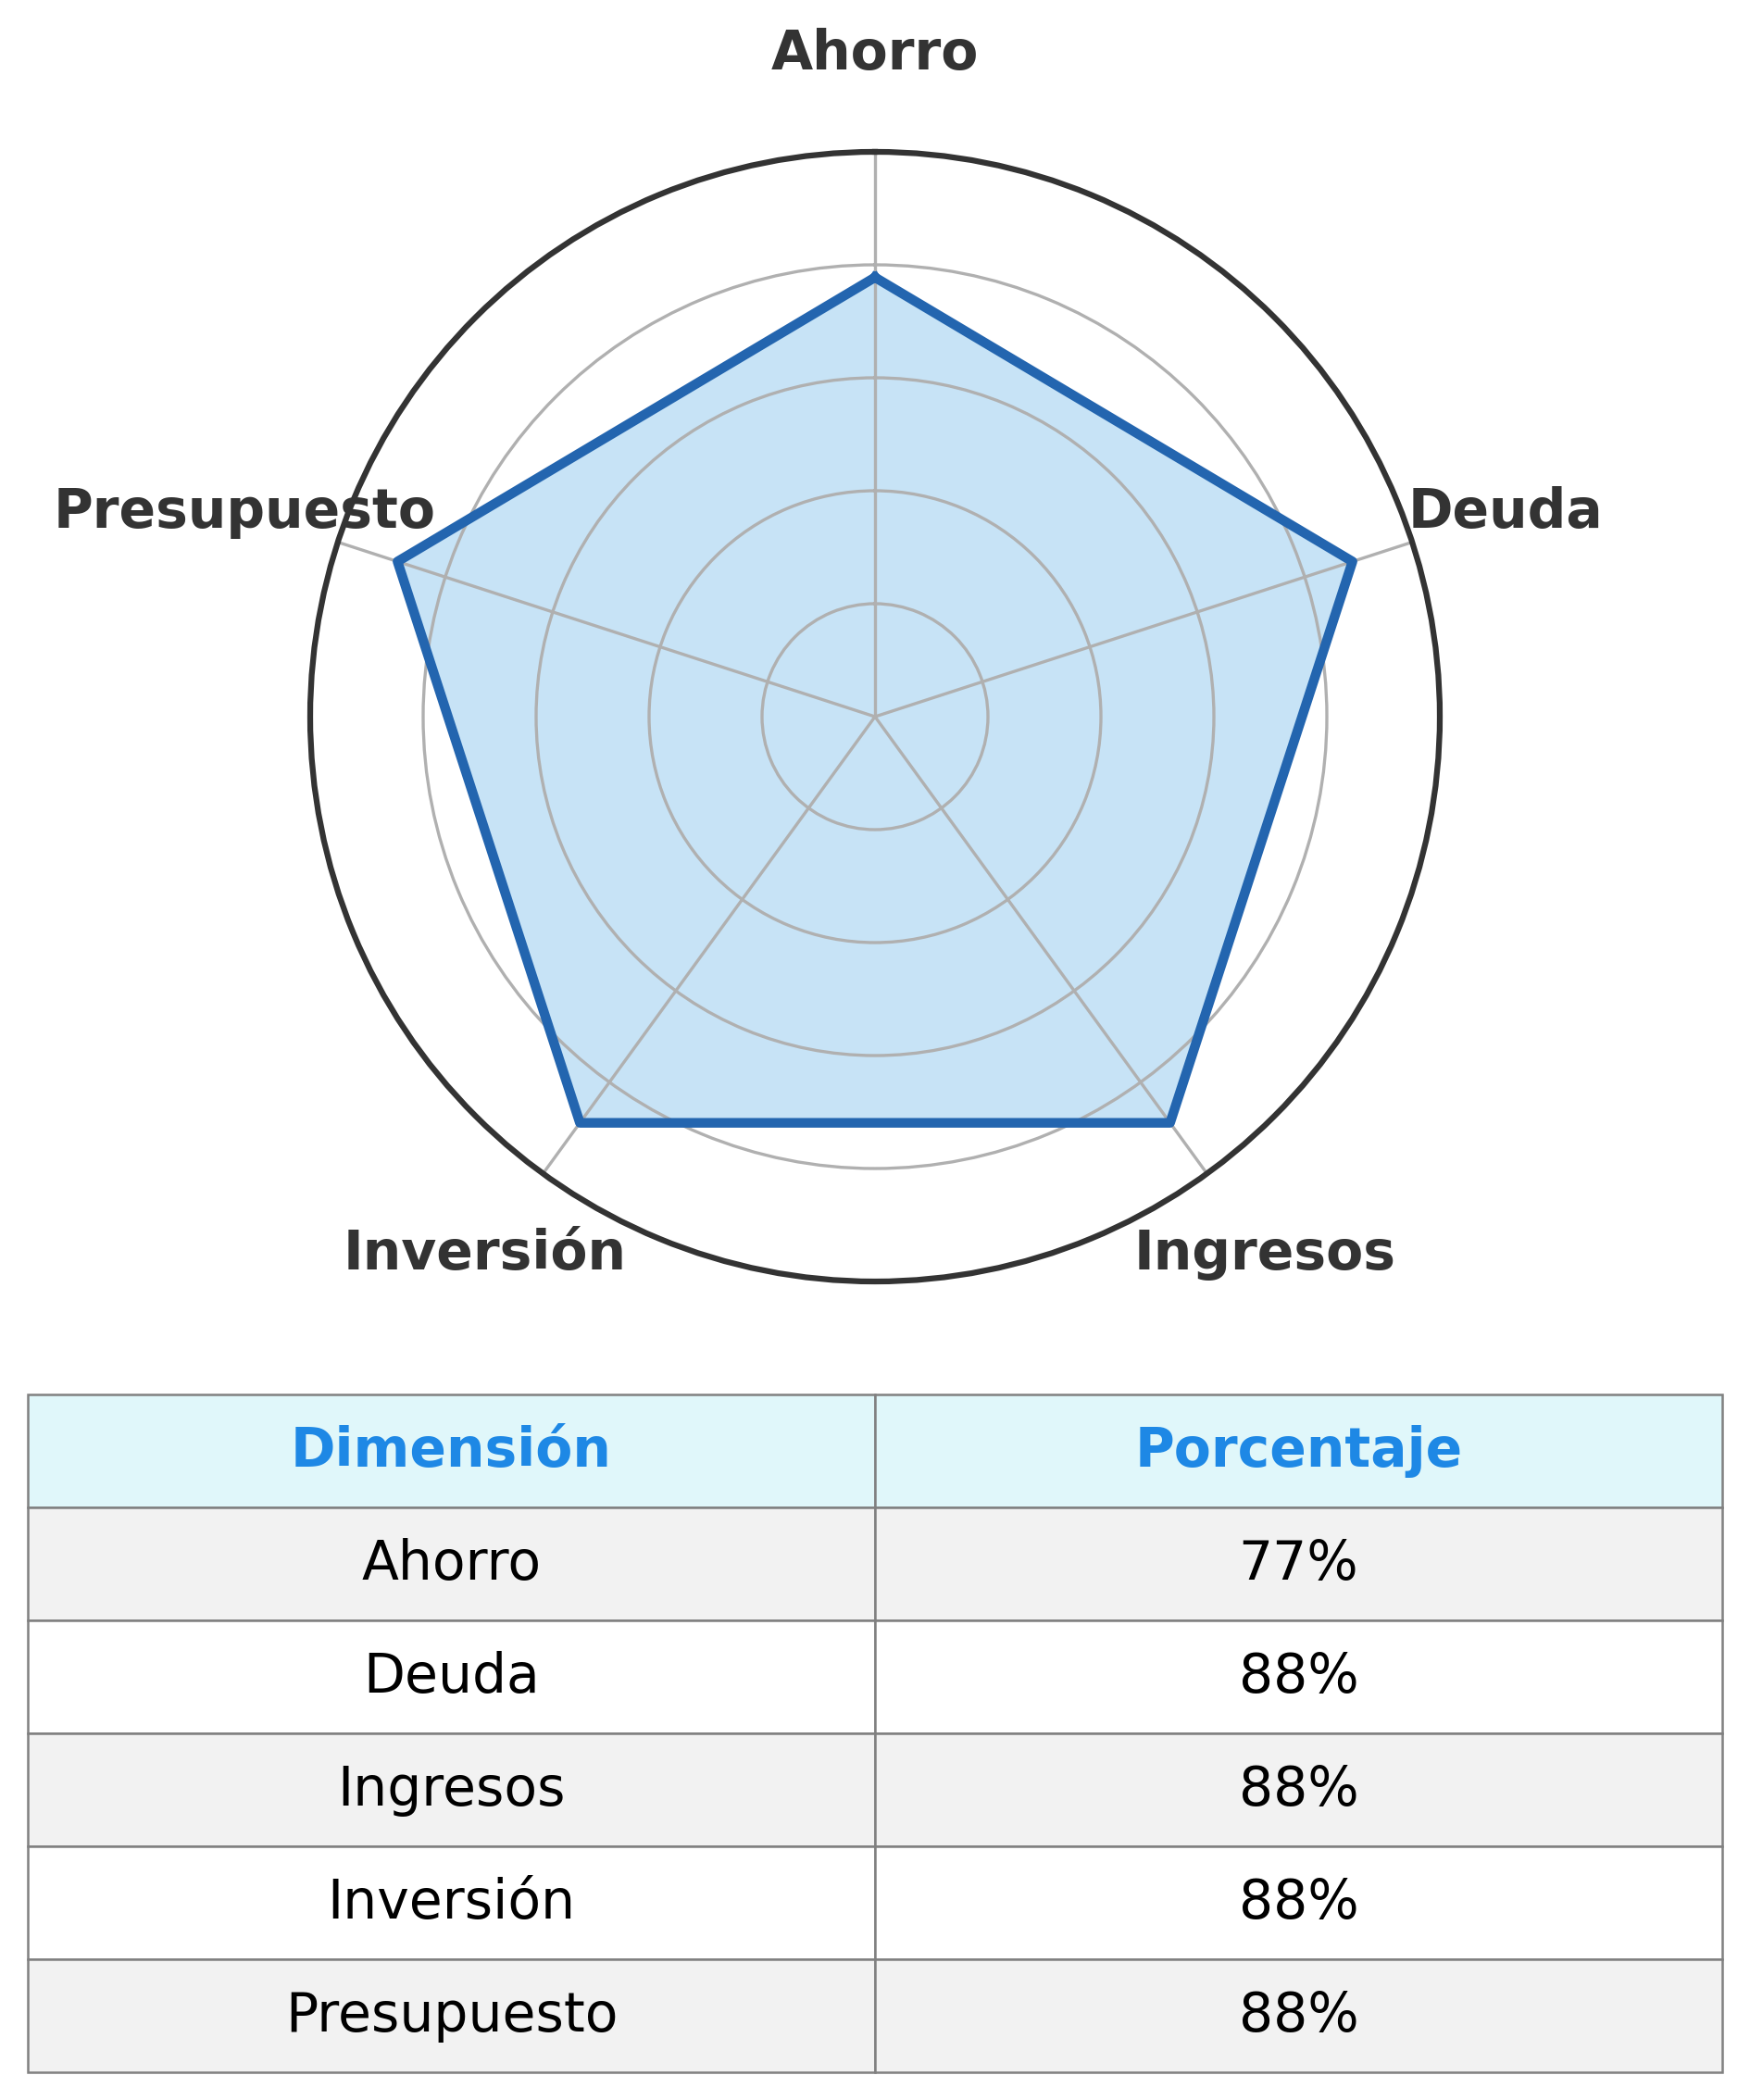 Ahorro
Presupuesto
Deuda
Inversión
Ingresos
Dimensión Porcentaje
Ahorro 77%
Deuda 88%
Ingresos 88%
Inversión 88%
Presupuesto 88%